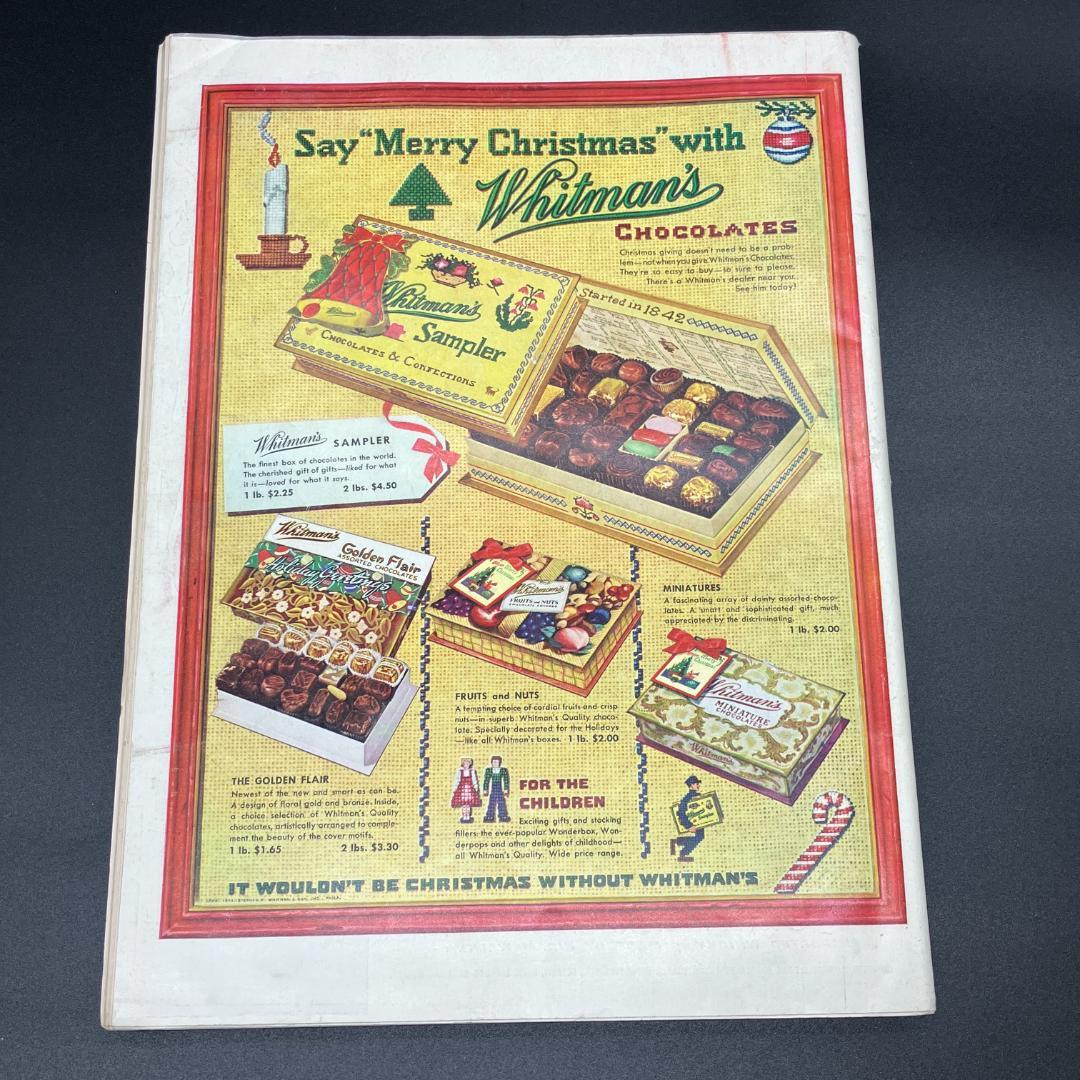 Say "Merry Christmas" with
Whitman's
CHOCOLATES
Christmas giving doesn't need to be a prob-
lem—not when you give Whitman's Chocolates.
They're so easy to buy—so sure to please.
There's a Whitman's dealer near you.
See him today!
Started in 1842
Whitman's
Sampler
CHOCOLATES & CONFECTIONS
Whitman's SAMPLER
The finest box of chocolates in the world.
The cherished gift of gifts—liked for what
it is—loved for what it says.
1 lb. $2.25 2 lbs. $4.50
Whitman's
Golden Flair
ASSORTED CHOCOLATES
Holiday Greetings
Whitman's
FRUITS and NUTS
CHOCOLATE COVERED
MINIATURES
A fascinating array of dainty assorted choco-
lates. A smart and sophisticated gift, much
appreciated by the discriminating.
1 lb. $2.00
Whitman's
MINIATURE
CHOCOLATES
Whitman's
FRUITS and NUTS
A tempting choice of cordial fruits and crisp
nuts—in superb Whitman's Quality choco-
late. Specially decorated for the Holidays
—like all Whitman's boxes. 1 lb. $2.00
THE GOLDEN FLAIR
Newest of the new and smart as can be.
A design of floral gold and bronze. Inside,
a choice selection of Whitman's Quality
chocolates, artistically arranged to comple-
ment the beauty of the cover motifs.
1 lb. $1.65 2 lbs. $3.30
FOR THE
CHILDREN
Exciting gifts and stocking
fillers: the ever-popular Wonderbox, Won-
derpops and other delights of childhood—
all Whitman's Quality. Wide price range.
IT WOULDN'T BE CHRISTMAS WITHOUT WHITMAN'S